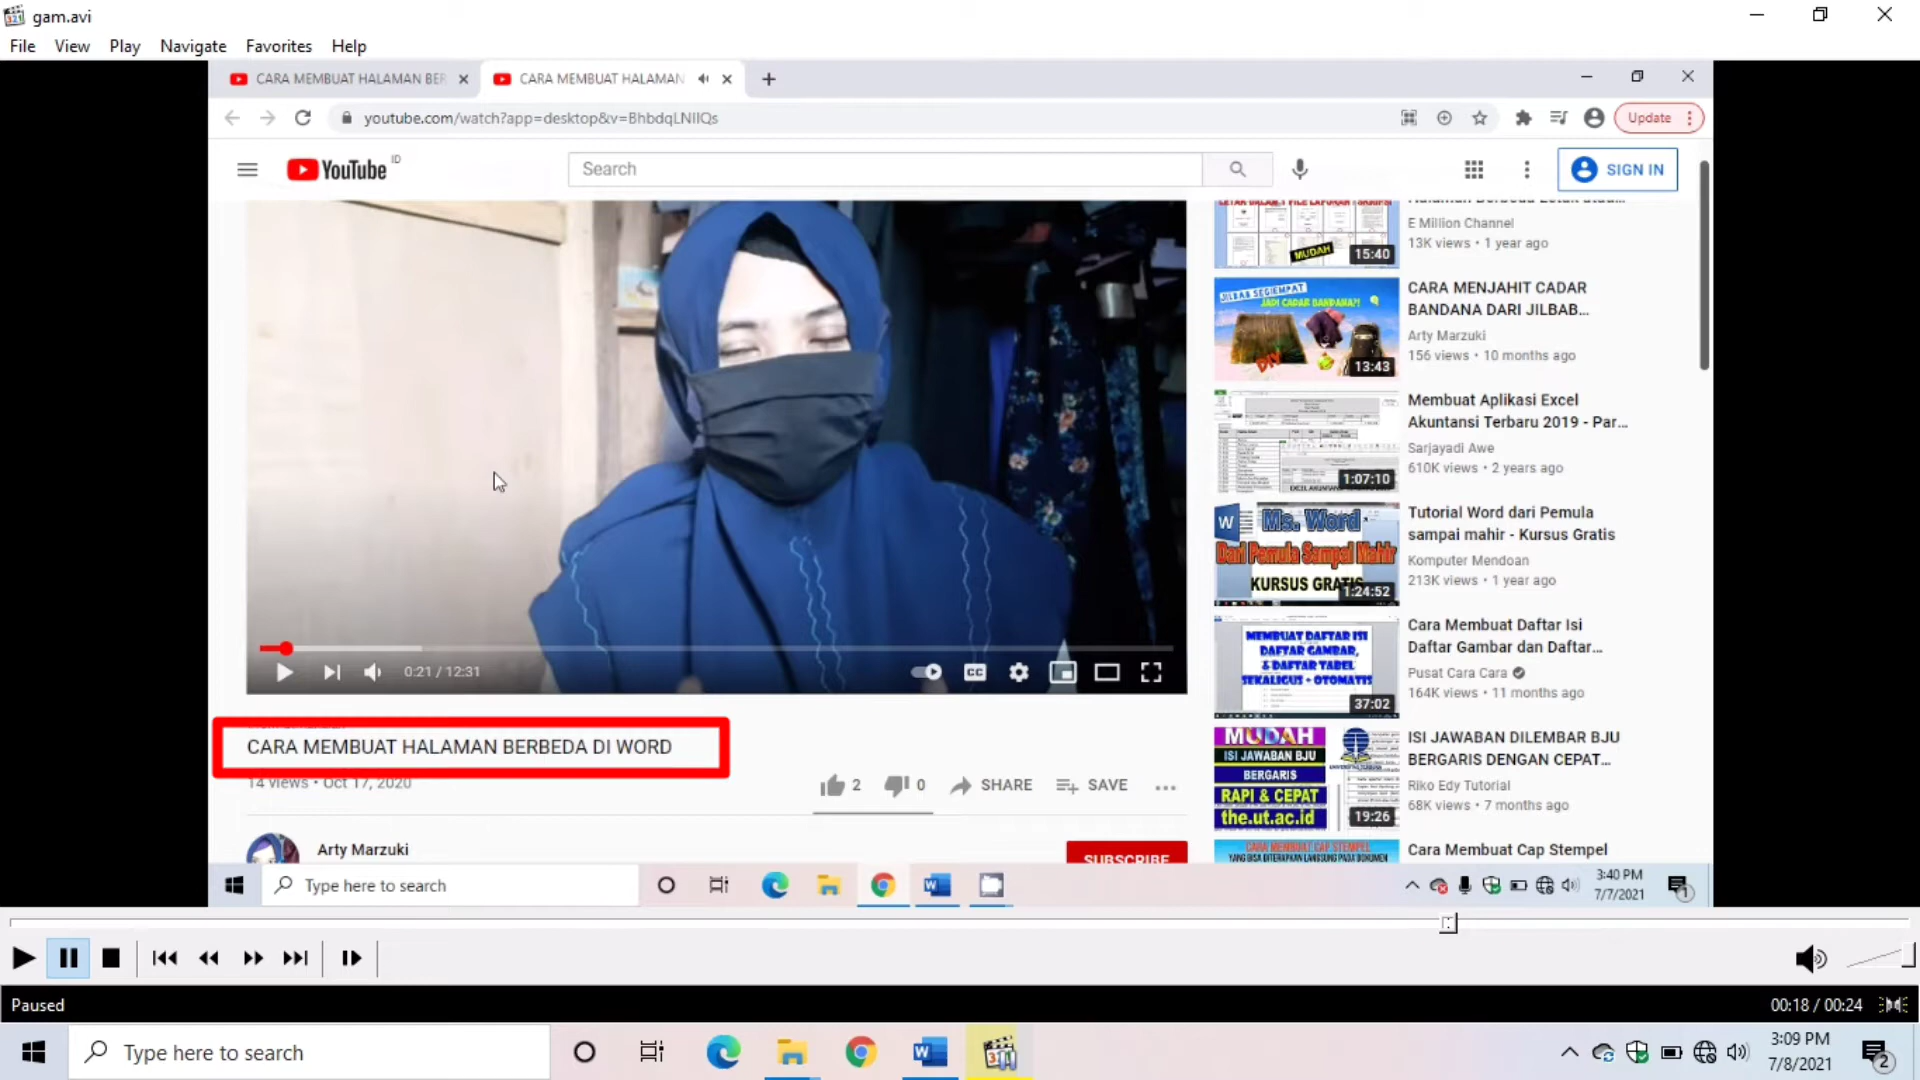 gam.avi
File View Play Navigate Favorites Help
CARA MEMBUAT HALAMAN BER
CARA MEMBUAT HALAMAN
youtube.com/watch?app=desktop&v=BhbdqLNIlQs
Update
YouTube ID
Search
SIGN IN
MUDAH
15:40
E Million Channel
13K views • 1 year ago
JILBAB SEGIEMPAT
JADI CADAR BANDANA?!
DIY
13:43
CARA MENJAHIT CADAR
BANDANA DARI JILBAB...
Arty Marzuki
156 views • 10 months ago
1:07:10
Membuat Aplikasi Excel
Akuntansi Terbaru 2019 - Par...
Sarjayadi Awe
610K views • 2 years ago
Ms. Word
Dari Pemula Sampai Mahir
KURSUS GRATIS
1:24:52
Tutorial Word dari Pemula
sampai mahir - Kursus Gratis
Komputer Mendoan
213K views • 1 year ago
MEMBUAT DAFTAR ISI
DAFTAR GAMBAR,
& DAFTAR TABEL
SEKALIGUS + OTOMATIS
37:02
Cara Membuat Daftar Isi
Daftar Gambar dan Daftar...
Pusat Cara Cara
164K views • 11 months ago
MUDAH
ISI JAWABAN BJU
BERGARIS
RAPI & CEPAT
the.ut.ac.id
19:26
ISI JAWABAN DILEMBAR BJU
BERGARIS DENGAN CEPAT...
Riko Edy Tutorial
68K views • 7 months ago
CARA MEMBUAT CAP STEMPEL
YANG BISA DITERAPKAN LANGSUNG PADA DOKUMEN
Cara Membuat Cap Stempel
0:21 / 12:31
CC
CARA MEMBUAT HALAMAN BERBEDA DI WORD
14 views • Oct 17, 2020
2 0 SHARE SAVE
Arty Marzuki
SUBSCRIBE
Type here to search
3:40 PM
7/7/2021
1
Paused
00:18 / 00:24
Type here to search
3:09 PM
7/8/2021
2